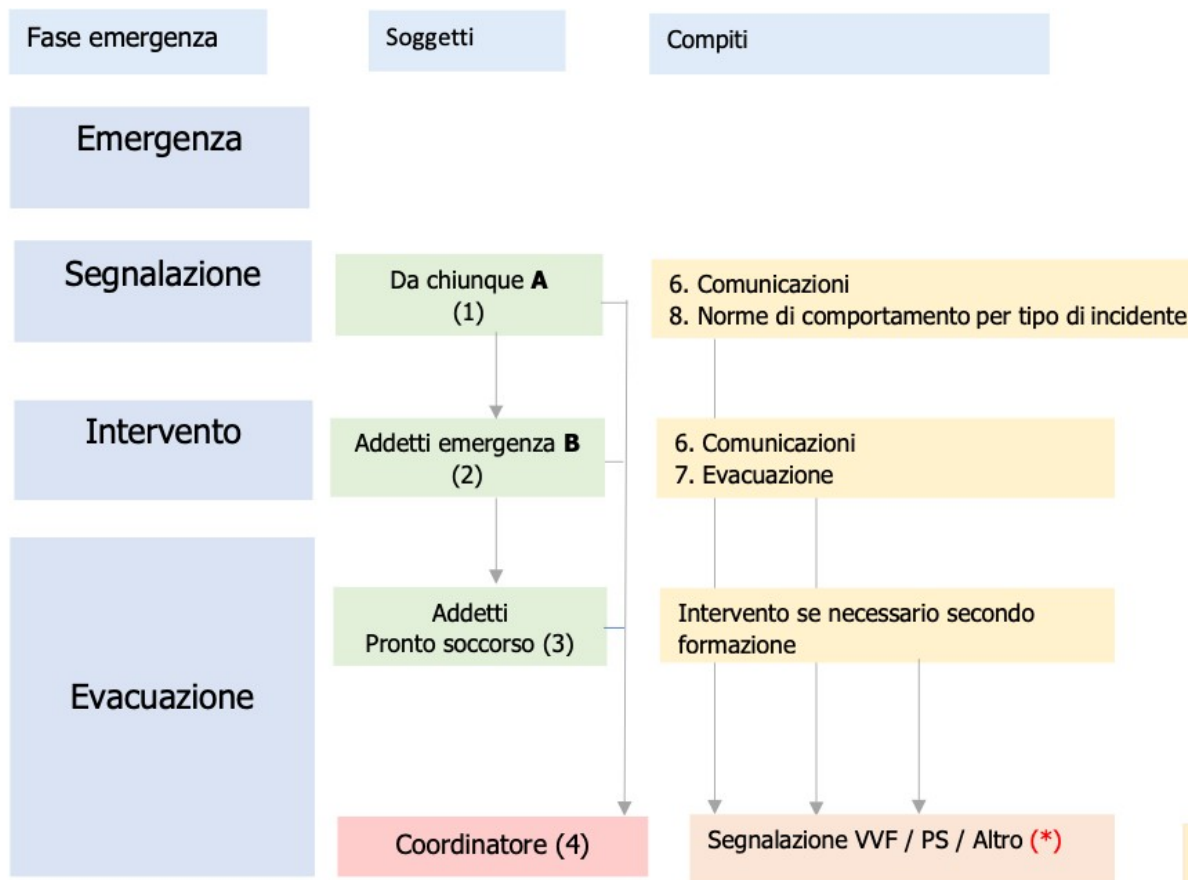 Fase emergenza
Soggetti
Compiti
Emergenza
Segnalazione
Da chiunque A
(1)
6. Comunicazioni
8. Norme di comportamento per tipo di incidente
Intervento
Addetti emergenza B
(2)
6. Comunicazioni
7. Evacuazione
Evacuazione
Addetti
Pronto soccorso (3)
Intervento se necessario secondo
formazione
Coordinatore (4)
Segnalazione VVF / PS / Altro (*)